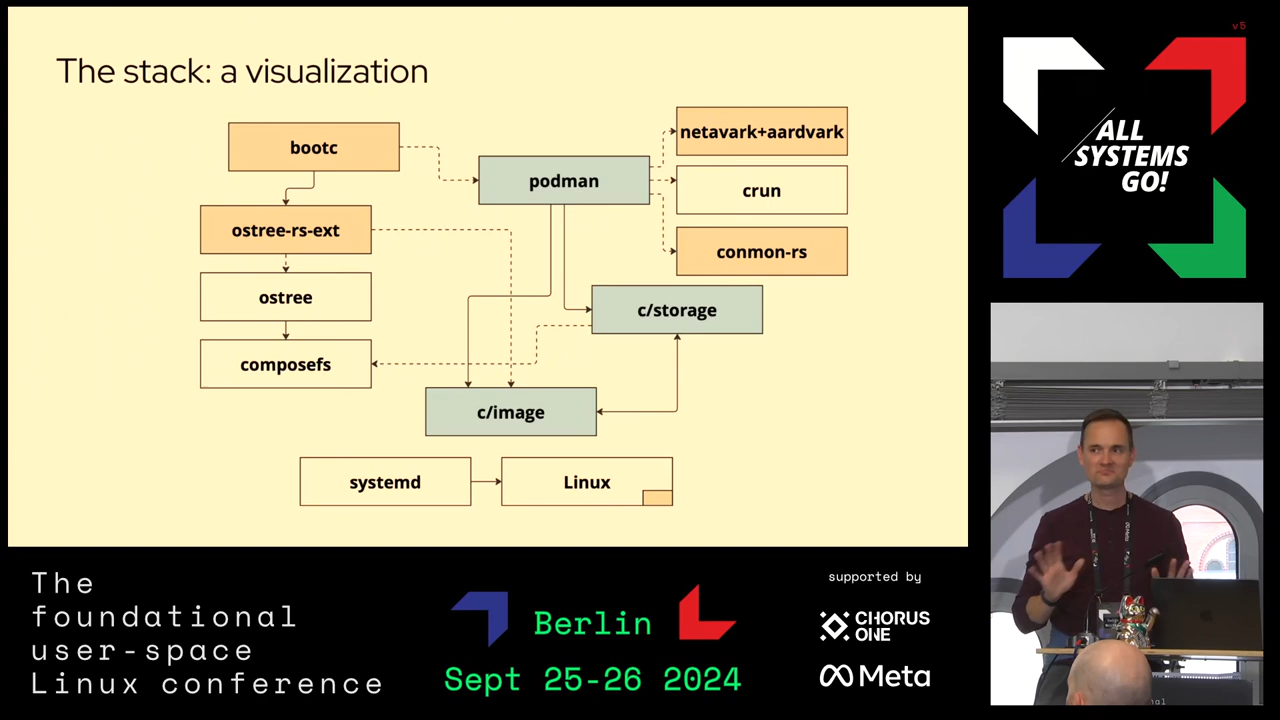 The stack: a visualization
bootc
ostree-rs-ext
ostree
composefs
podman
netavark+aardvark
crun
conmon-rs
c/storage
c/image
systemd
Linux
v5
ALL
SYSTEMS
GO!
The
foundational
user-space
Linux conference
Berlin
Sept 25-26 2024
supported by
CHORUS
ONE
Meta